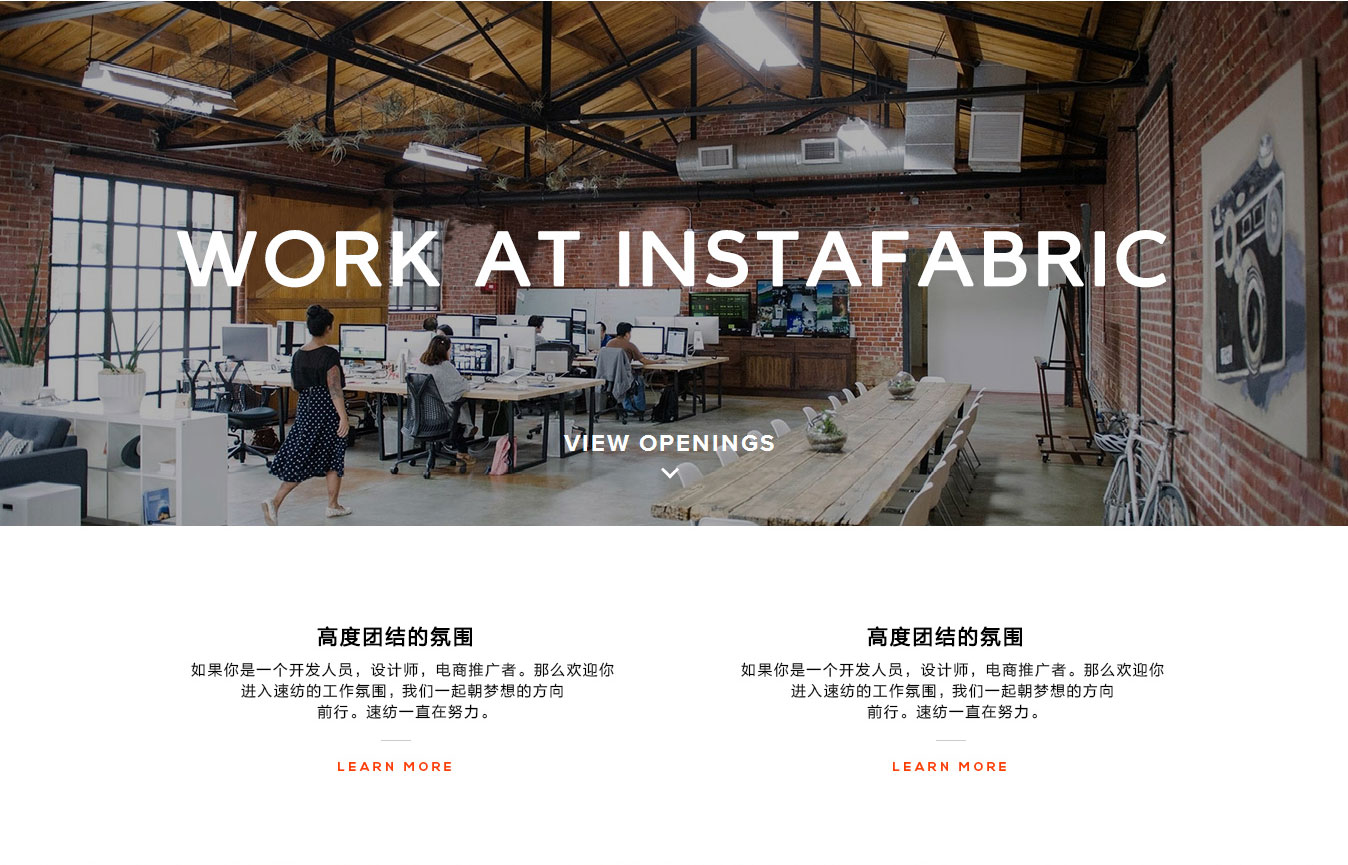 WORK AT INSTAFABRIC
VIEW OPENINGS
高度团结的氛围
如果你是一个开发人员，设计师，电商推广者。那么欢迎你
进入速纺的工作氛围，我们一起朝梦想的方向
前行。速纺一直在努力。
LEARN MORE
高度团结的氛围
如果你是一个开发人员，设计师，电商推广者。那么欢迎你
进入速纺的工作氛围，我们一起朝梦想的方向
前行。速纺一直在努力。
LEARN MORE